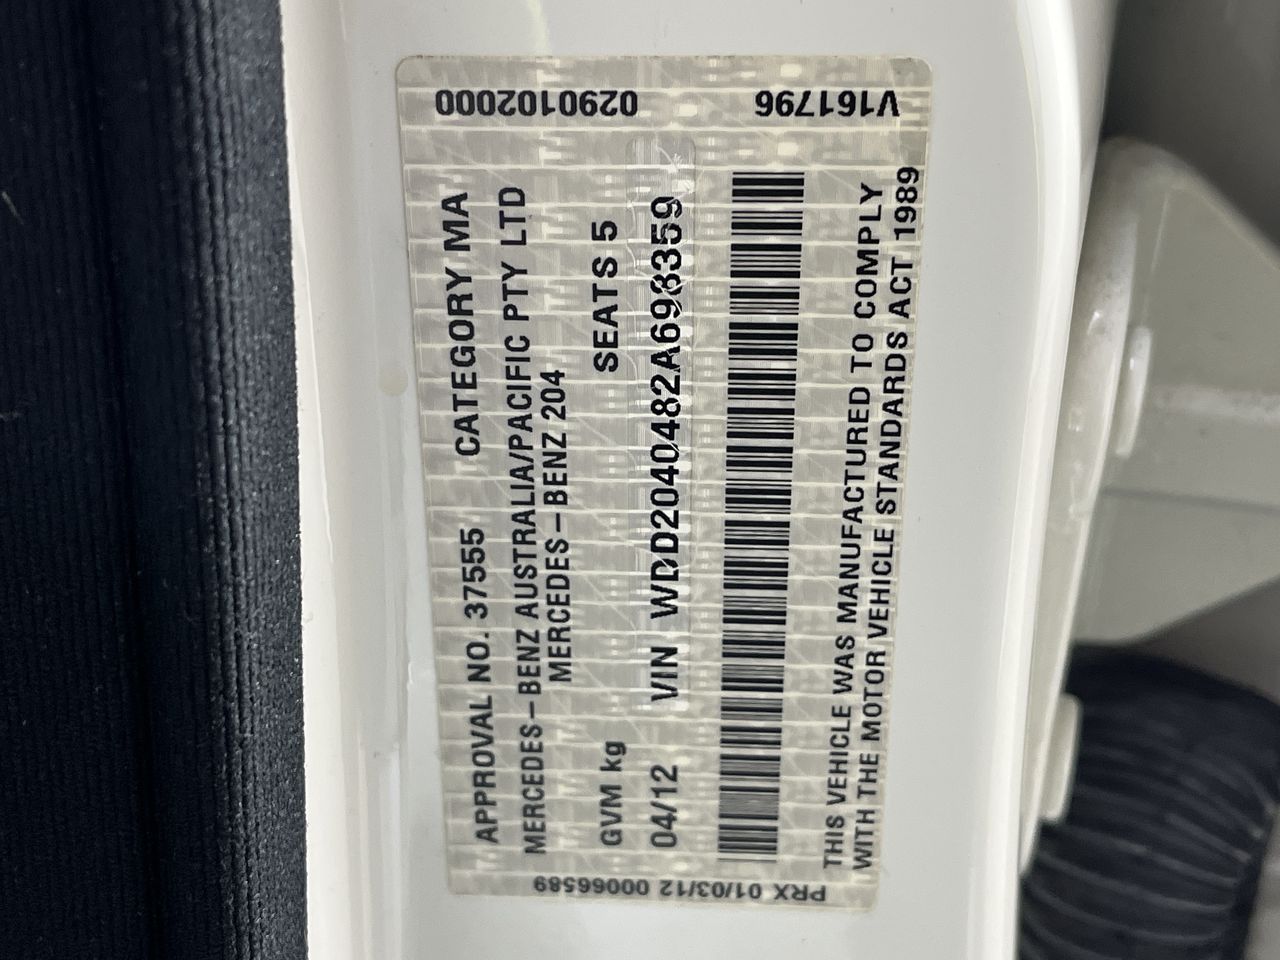 V161796
0290102000
APPROVAL NO. 37555 CATEGORY MA
MERCEDES-BENZ AUSTRALIA/PACIFIC PTY LTD
MERCEDES-BENZ 204
GVM kg SEATS 5
04/12 VIN WDD2040482A698359
THIS VEHICLE WAS MANUFACTURED TO COMPLY
WITH THE MOTOR VEHICLE STANDARDS ACT 1989
PRX 01/03/12 00066589